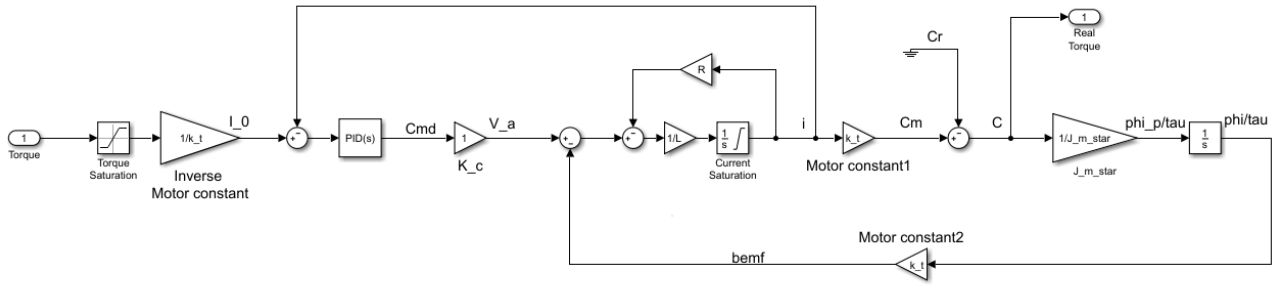 1
Torque
Torque
Saturation
1/k_t
Inverse
Motor constant
I_0
+
−
PID(s)
Cmd
1
K_c
V_a
+
−
+
−
R
1/L
1
s
Current
Saturation
i
k_t
Motor constant1
Cm
Cr
+
−
C
1
Real
Torque
1/J_m_star
J_m_star
phi_p/tau
1
s
phi/tau
Motor constant2
k_t
bemf